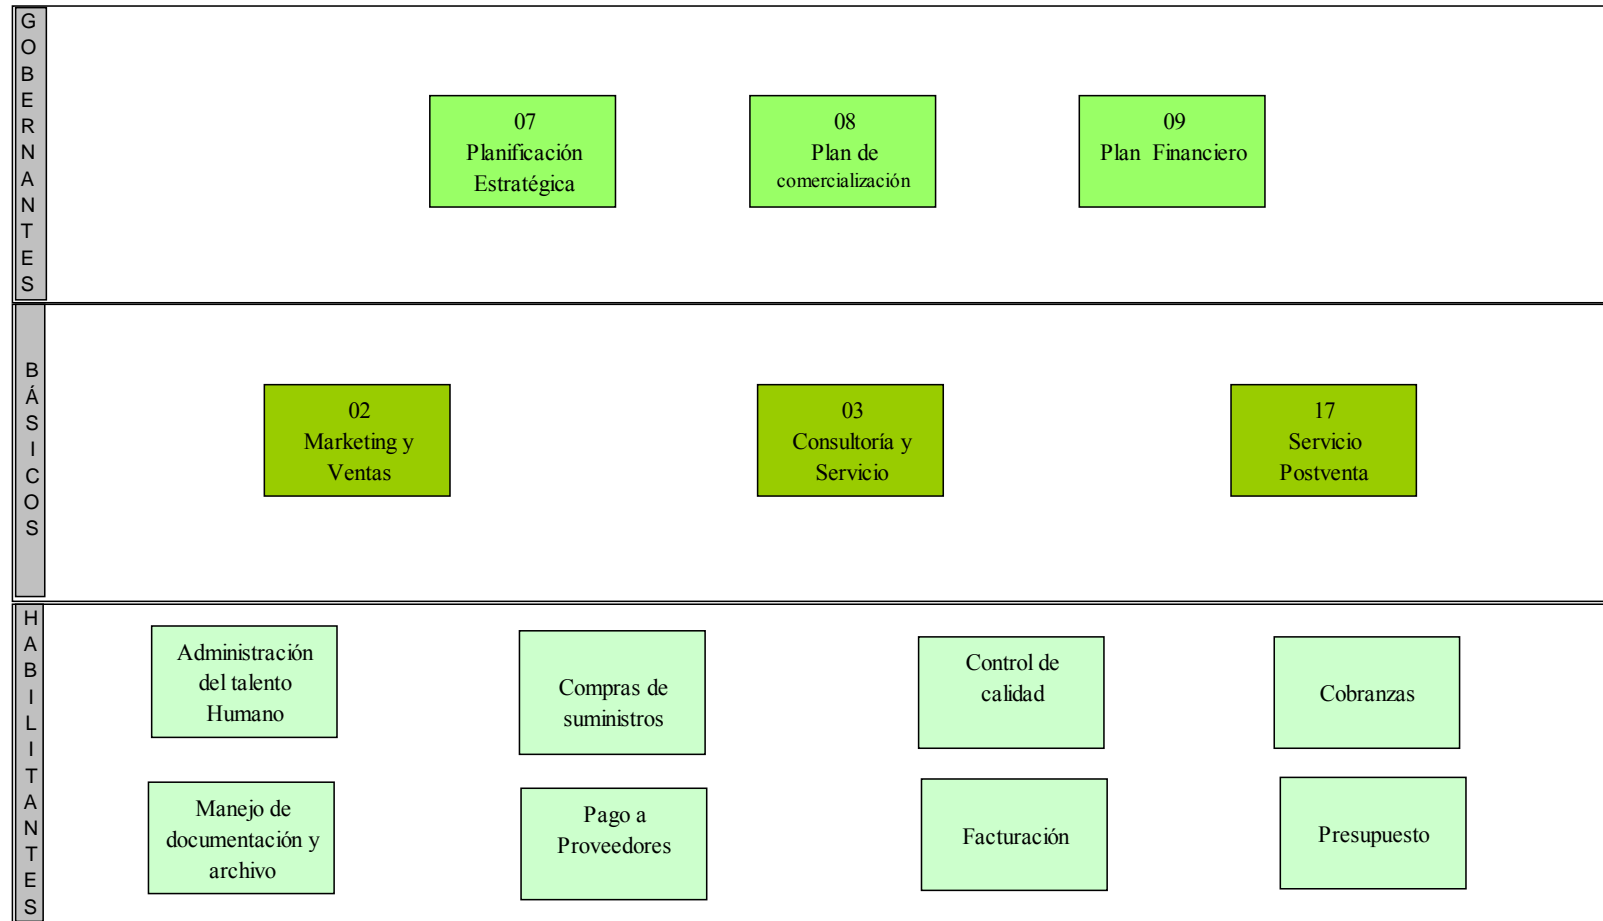 GOBERNANTES
07
Planificación
Estratégica
08
Plan de
comercialización
09
Plan Financiero
BÁSICOS
02
Marketing y
Ventas
03
Consultoría y
Servicio
17
Servicio
Postventa
HABILITANTES
Administración
del talento
Humano
Compras de
suministros
Control de
calidad
Cobranzas
Manejo de
documentación y
archivo
Pago a
Proveedores
Facturación
Presupuesto